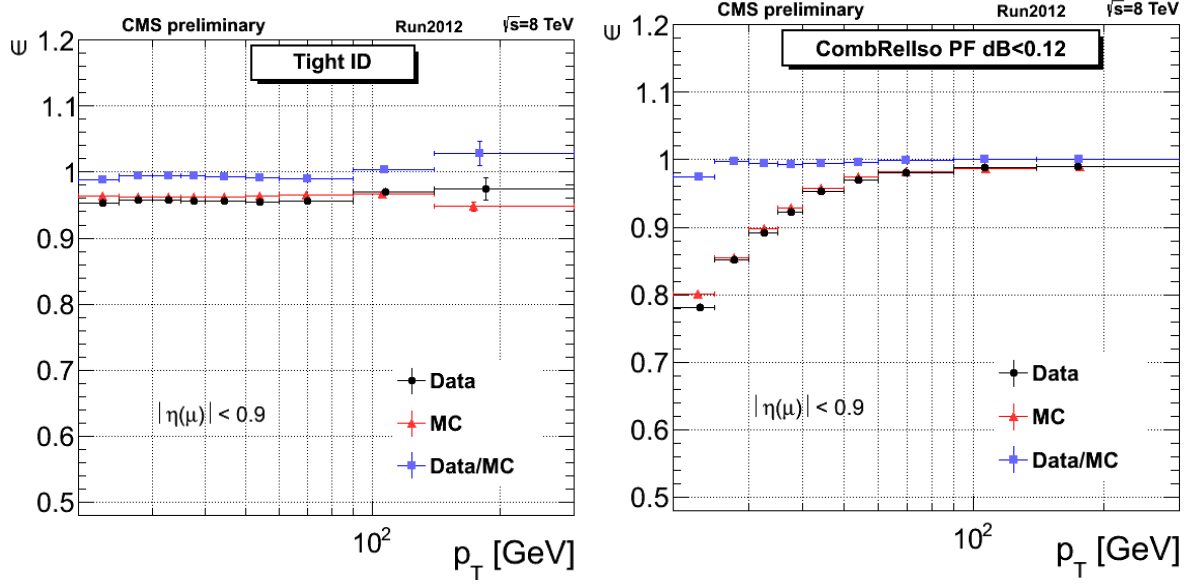 CMS preliminary Run2012 √s=8 TeV
Tight ID
∈
1.2
1.1
1
0.9
0.8
0.7
0.6
0.5
Data
MC
Data/MC
|η(μ)| < 0.9
10²
p_T [GeV]
CMS preliminary Run2012 √s=8 TeV
CombRelIso PF dB<0.12
∈
1.2
1.1
1
0.9
0.8
0.7
0.6
0.5
Data
MC
Data/MC
|η(μ)| < 0.9
10²
p_T [GeV]